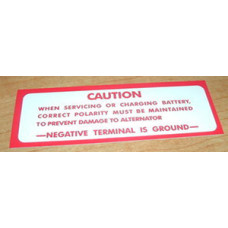 CAUTION
WHEN SERVICING OR CHARGING BATTERY,
CORRECT POLARITY MUST BE MAINTAINED
TO PREVENT DAMAGE TO ALTERNATOR
—NEGATIVE TERMINAL IS GROUND—